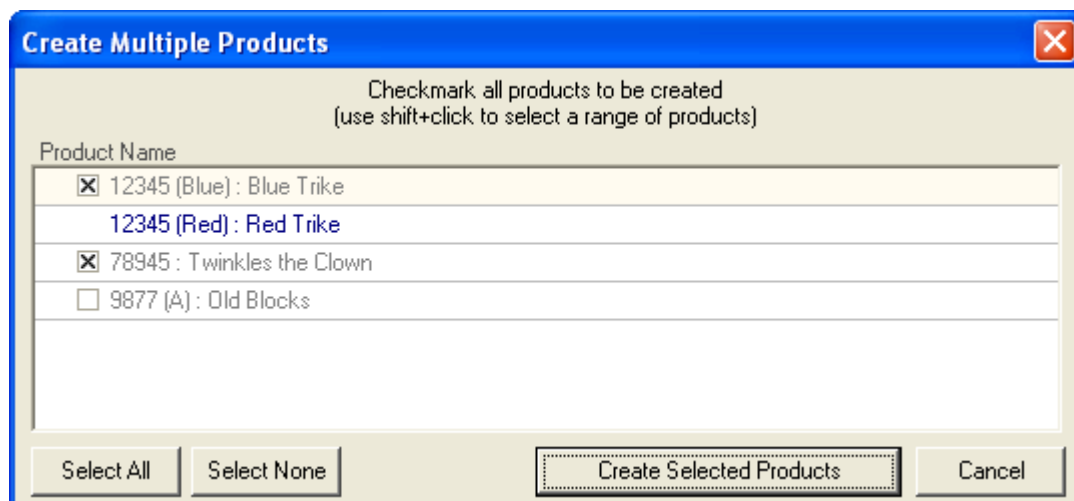 Create Multiple Products
Checkmark all products to be created
(use shift+click to select a range of products)
Product Name
12345 (Blue) : Blue Trike
12345 (Red) : Red Trike
78945 : Twinkles the Clown
9877 (A) : Old Blocks
Select All
Select None
Create Selected Products
Cancel